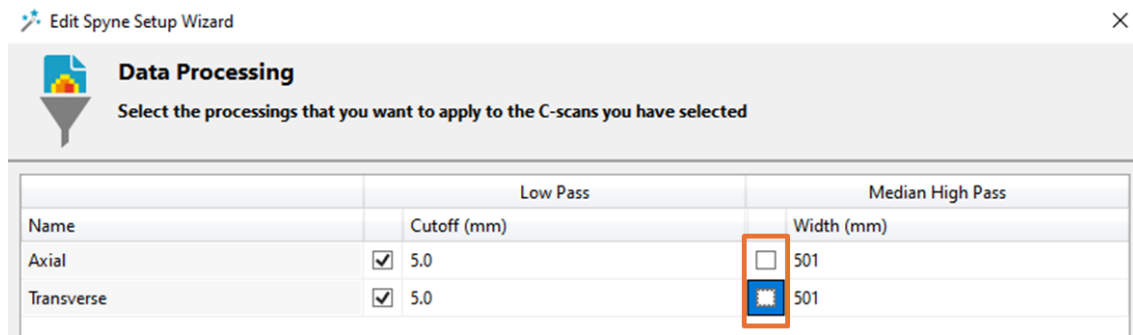 Edit Spyne Setup Wizard
Data Processing
Select the processings that you want to apply to the C-scans you have selected
Low Pass Median High Pass
Name Cutoff (mm) Width (mm)
Axial 5.0 501
Transverse 5.0 501